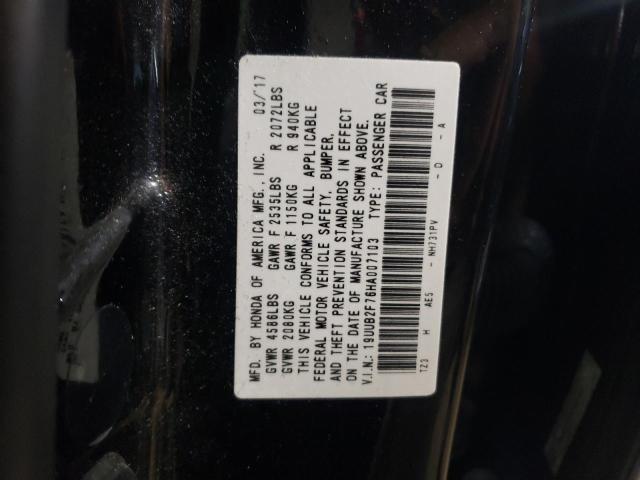 MFD. BY HONDA OF AMERICA MFG., INC. 03/17
GVWR 4586LBS GAWR F 2535LBS R 2072LBS
GVWR 2080KG GAWR F 1150KG R 940KG
THIS VEHICLE CONFORMS TO ALL APPLICABLE
FEDERAL MOTOR VEHICLE SAFETY, BUMPER,
AND THEFT PREVENTION STANDARDS IN EFFECT
ON THE DATE OF MANUFACTURE SHOWN ABOVE.
V.I.N.: 19UUB2F76HA007103 TYPE: PASSENGER CAR
TZ3 H AE5 - NH731PV - D - A